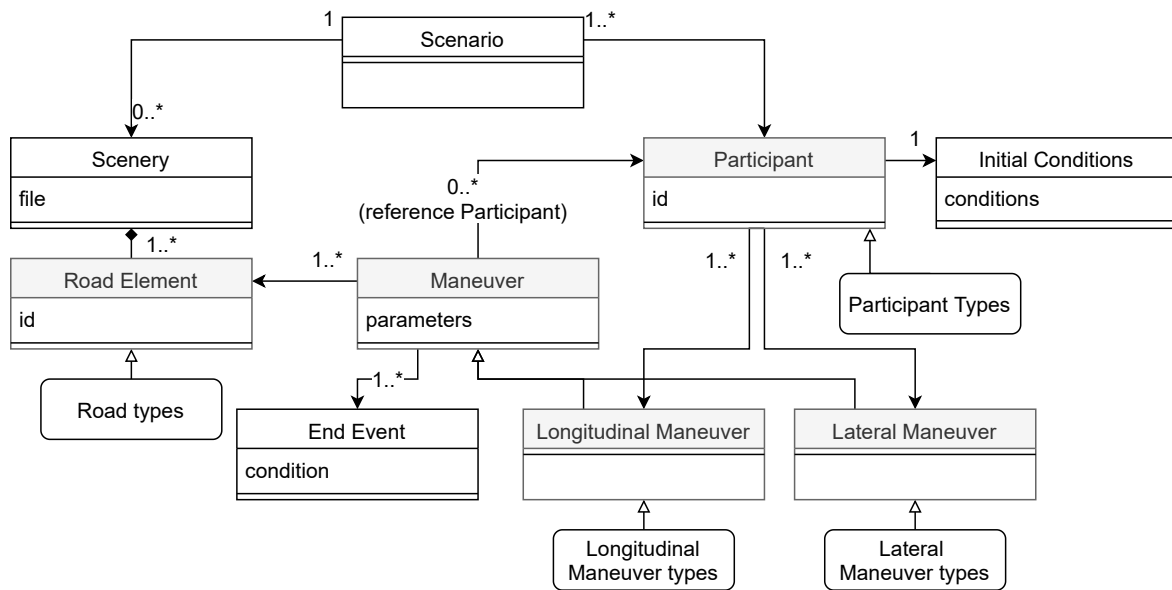 1
Scenario
1..*
0..*
Scenery
file
Participant
id
1
Initial Conditions
conditions
0..*
(reference Participant)
1..*
Road Element
id
1..*
Maneuver
parameters
1..*
1..*
Participant Types
Road types
1..*
End Event
condition
Longitudinal Maneuver
Lateral Maneuver
Longitudinal
Maneuver types
Lateral
Maneuver types